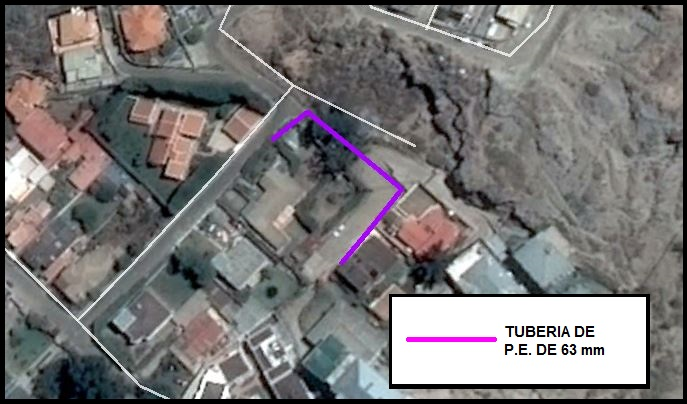 TUBERIA DE
P.E. DE 63 mm